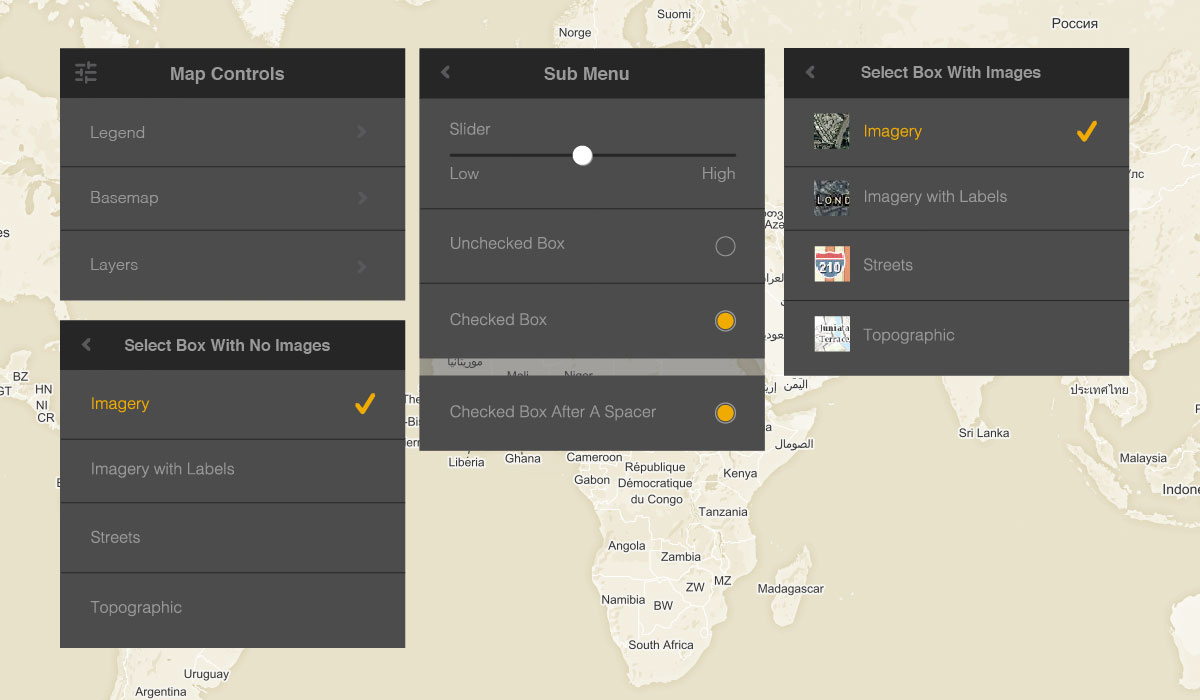 Suomi
Norge
Россия
Map Controls
Legend
Basemap
Layers
Select Box With No Images
Imagery
Imagery with Labels
Streets
Topographic
Sub Menu
Slider
Low
High
Unchecked Box
Checked Box
موريتانيا
Mali
Niger
Checked Box After A Spacer
Select Box With Images
Imagery
LOND
Imagery with Labels
210
Streets
Juniata
Terrace
Topographic
BZ
GT
HN
NI
CR
The
Liberia
Ghana
Cameroon
Gabon
République
Démocratique
du Congo
Kenya
Tanzania
Angola
Zambia
ZW
MZ
Namibia
BW
Madagascar
South Africa
اليمن
الصومال
Sri Lanka
ประเทศไทย
Malaysia
Indone
Uruguay
Argentina